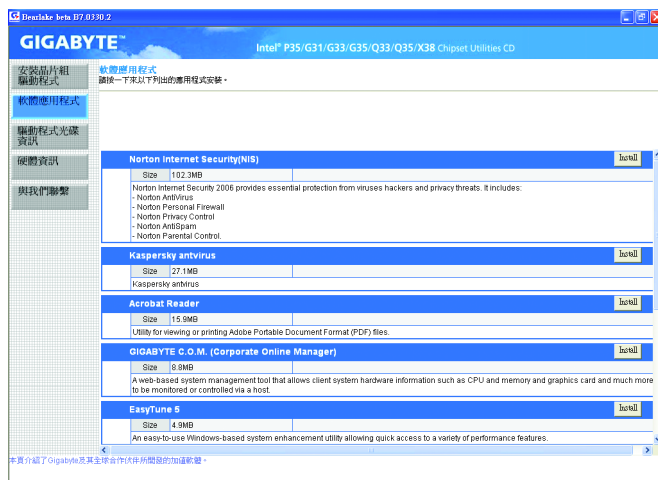 Bearlake beta B7.0330.2
GIGABYTE™
Intel® P35/G31/G33/G35/Q33/Q35/X38 Chipset Utilities CD
安裝晶片組
驅動程式
軟體應用程式
驅動程式光碟
資訊
硬體資訊
與我們聯繫
軟體應用程式
請按一下來以下列出的應用程式安裝。
Norton Internet Security(NIS)
Install
Size 102.3MB
Norton Internet Security 2006 provides essential protection from viruses hackers and privacy threats. It includes:
- Norton AntiVirus
- Norton Personal Firewall
- Norton Privacy Control
- Norton AntiSpam
- Norton Parental Control.
Kaspersky antvirus
Install
Size 27.1MB
Kaspersky antvirus
Acrobat Reader
Install
Size 15.9MB
Utility for viewing or printing Adobe Portable Document Format (PDF) files.
GIGABYTE C.O.M. (Corporate Online Manager)
Install
Size 8.8MB
A web-based system management tool that allows client system hardware information such as CPU and memory and graphics card and much more
to be monitored or controlled via a host.
EasyTune 5
Install
Size 4.9MB
An easy-to-use Windows-based system enhancement utility allowing quick access to a variety of performance features.
本頁介紹了Gigabyte及其全球合作伙伴所開發的加值軟體。